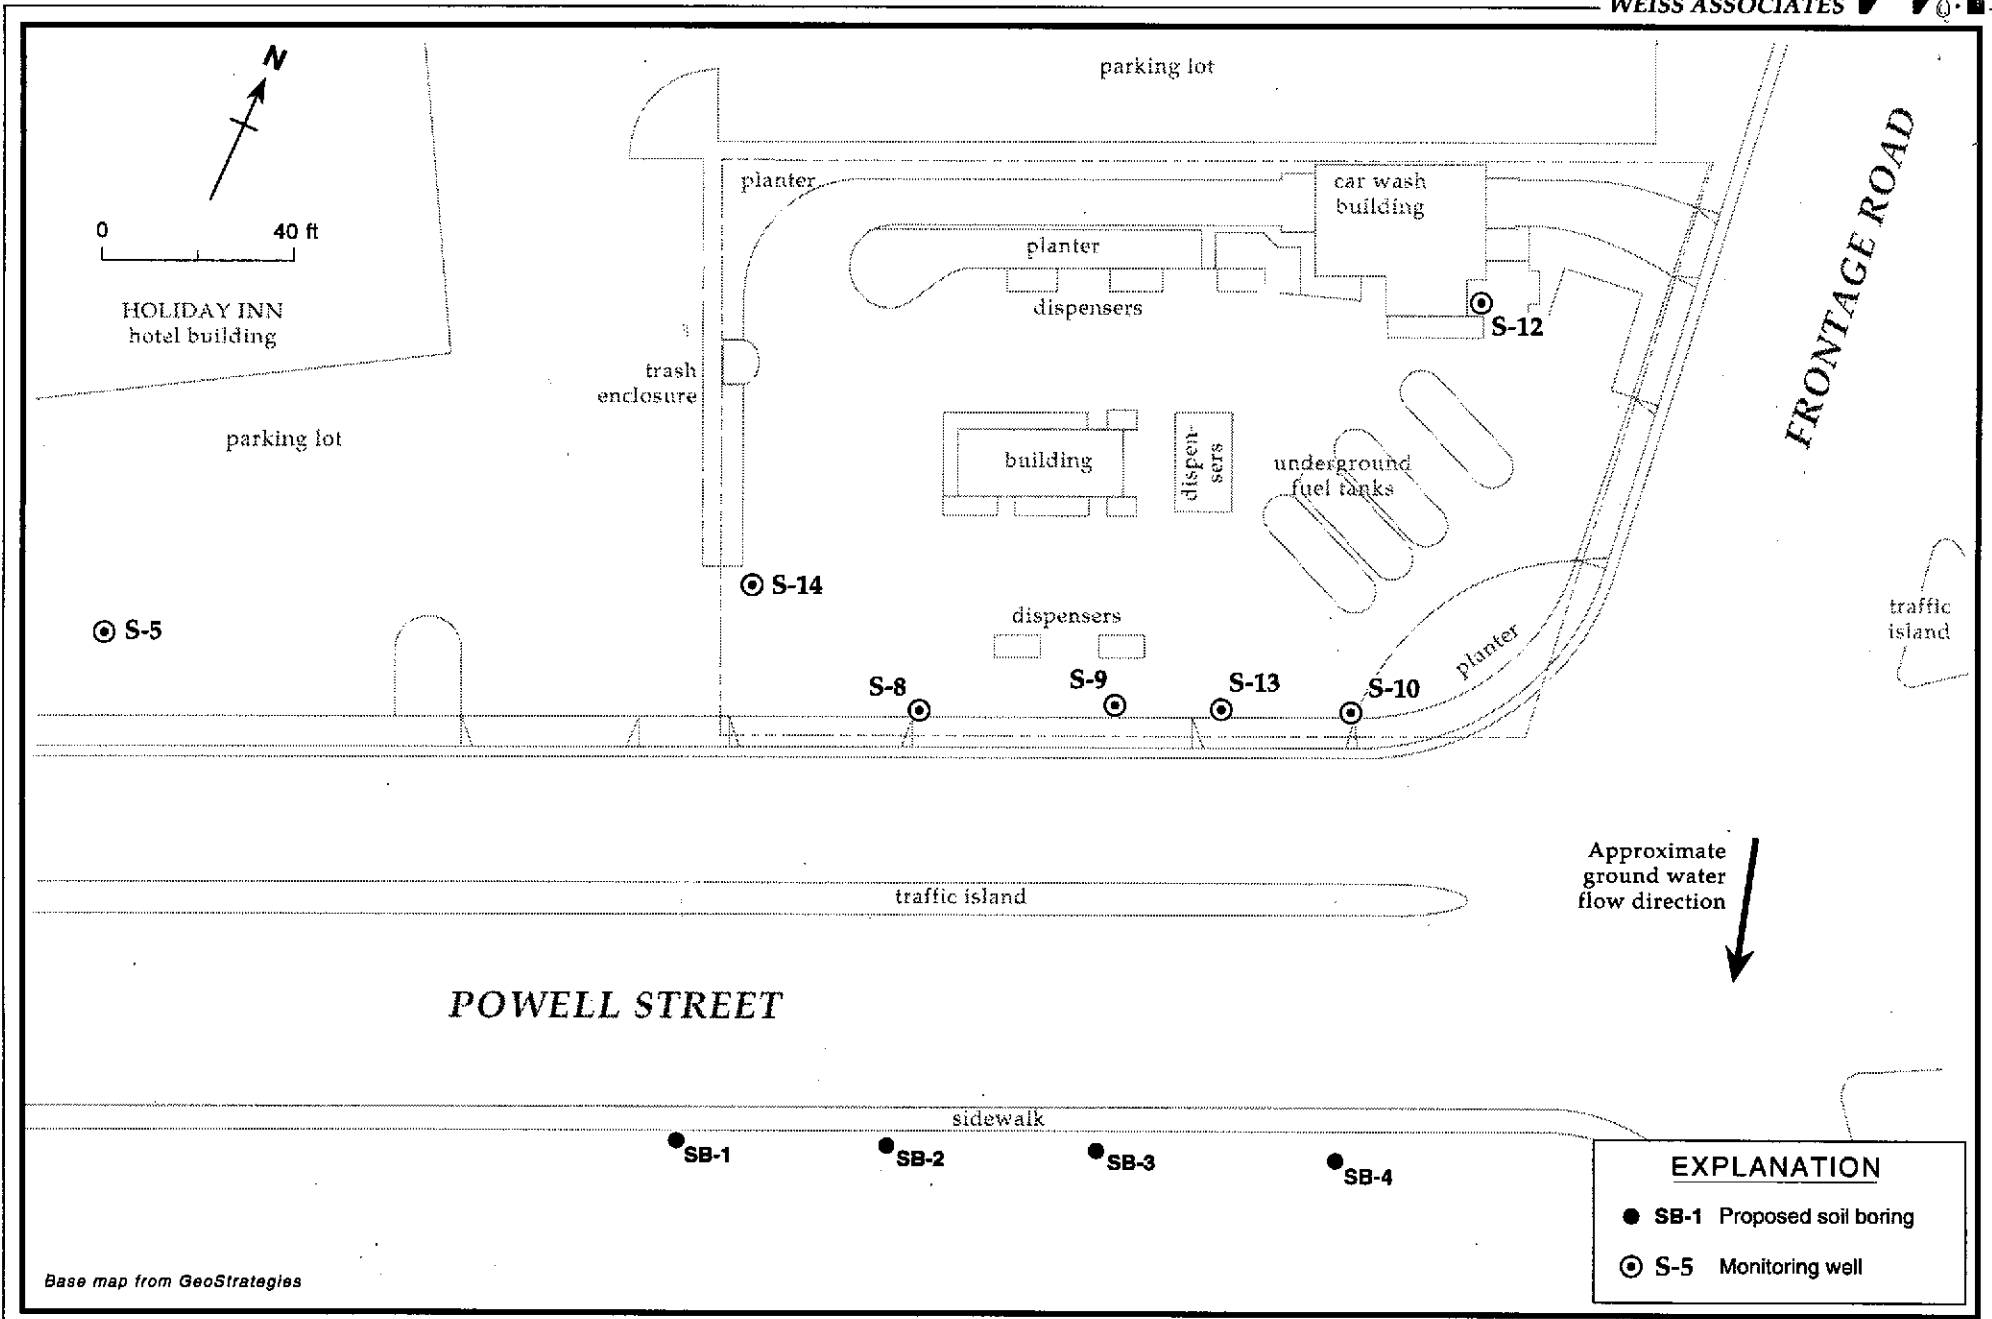 WEISS ASSOCIATES
N
0 40 ft
HOLIDAY INN
hotel building
parking lot
parking lot
planter
car wash
building
planter
dispensers
S-12
FRONTAGE ROAD
trash
enclosure
building
dispen-
sers
underground
fuel tanks
S-14
S-5
dispensers
planter
traffic
island
S-8
S-9
S-13
S-10
Approximate
ground water
flow direction
traffic island
POWELL STREET
sidewalk
SB-1
SB-2
SB-3
SB-4
EXPLANATION
SB-1 Proposed soil boring
S-5 Monitoring well
Base map from GeoStrategies